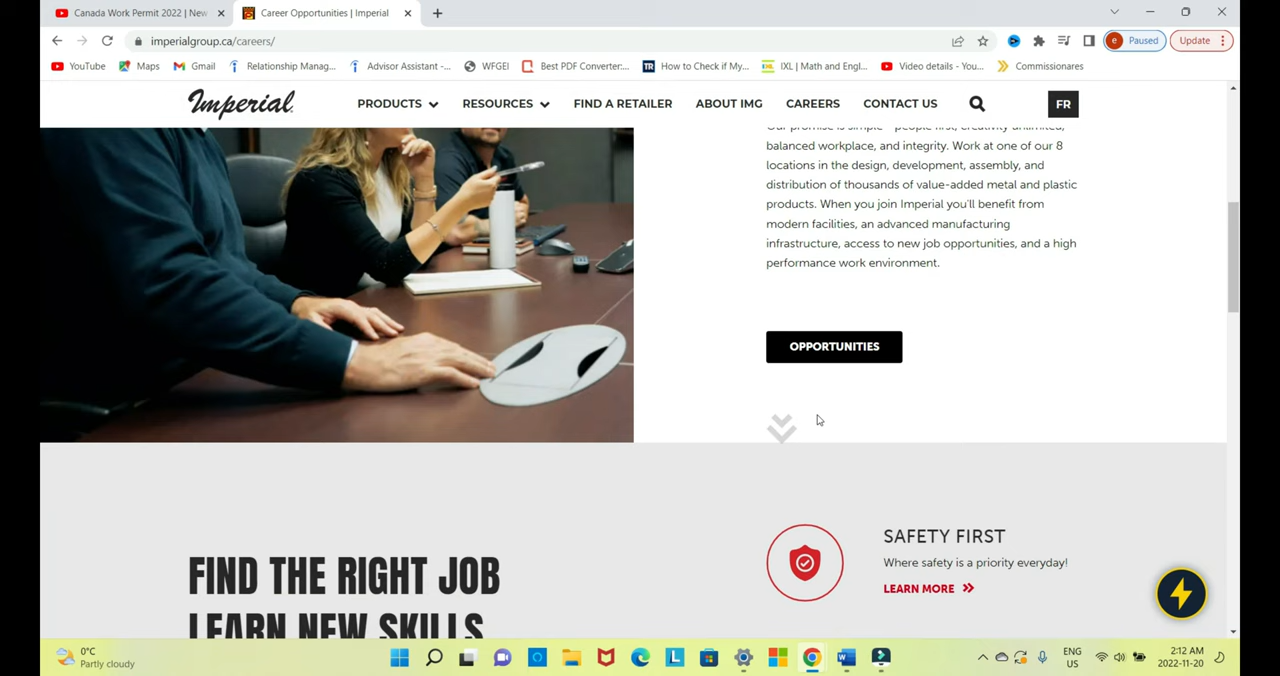 Canada Work Permit 2022 | New
Career Opportunities | Imperial
imperialgroup.ca/careers/
e Paused
Update
YouTube
Maps
Gmail
Relationship Manag...
Advisor Assistant -...
WFGEI
Best PDF Converter:...
TR How to Check if My...
IXL | Math and Engl...
Video details - You...
Commissionares
Imperial
PRODUCTS
RESOURCES
FIND A RETAILER
ABOUT IMG
CAREERS
CONTACT US
FR
Our promise is simple – people first, creativity unlimited,
balanced workplace, and integrity. Work at one of our 8
locations in the design, development, assembly, and
distribution of thousands of value-added metal and plastic
products. When you join Imperial you'll benefit from
modern facilities, an advanced manufacturing
infrastructure, access to new job opportunities, and a high
performance work environment.
OPPORTUNITIES
FIND THE RIGHT JOB
LEARN NEW SKILLS
SAFETY FIRST
Where safety is a priority everyday!
LEARN MORE
0°C
Partly cloudy
ENG
US
2:12 AM
2022-11-20